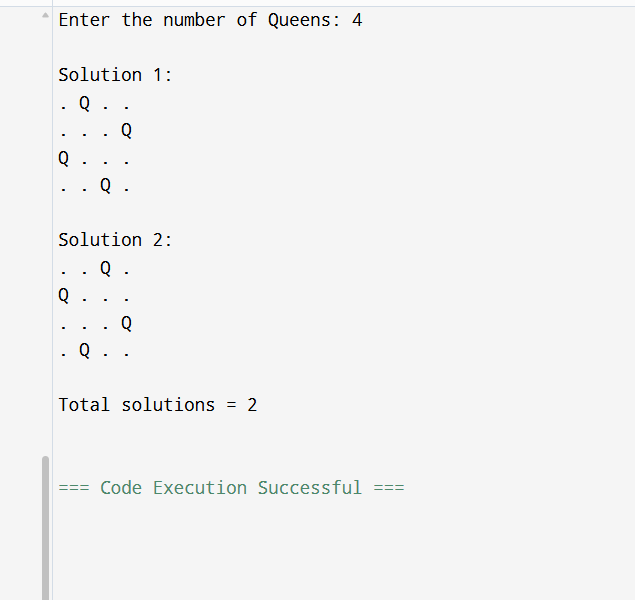 Enter the number of Queens: 4
Solution 1:
. Q . .
. . . Q
Q . . .
. . Q .
Solution 2:
. . Q .
Q . . .
. . . Q
. Q . .
Total solutions = 2
=== Code Execution Successful ===